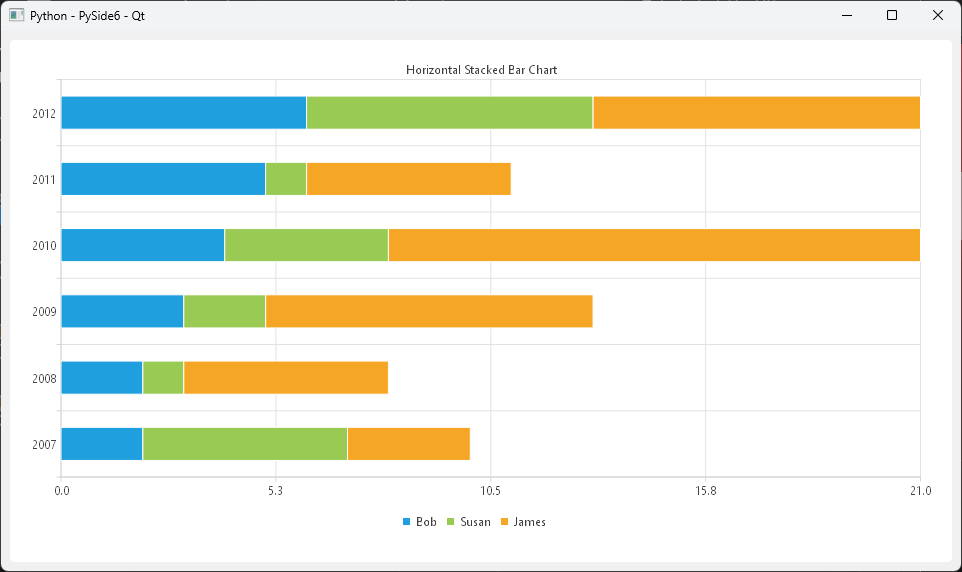 Python - PySide6 - Qt
Horizontal Stacked Bar Chart
2012
2011
2010
2009
2008
2007
0.0 5.3 10.5 15.8 21.0
Bob Susan James